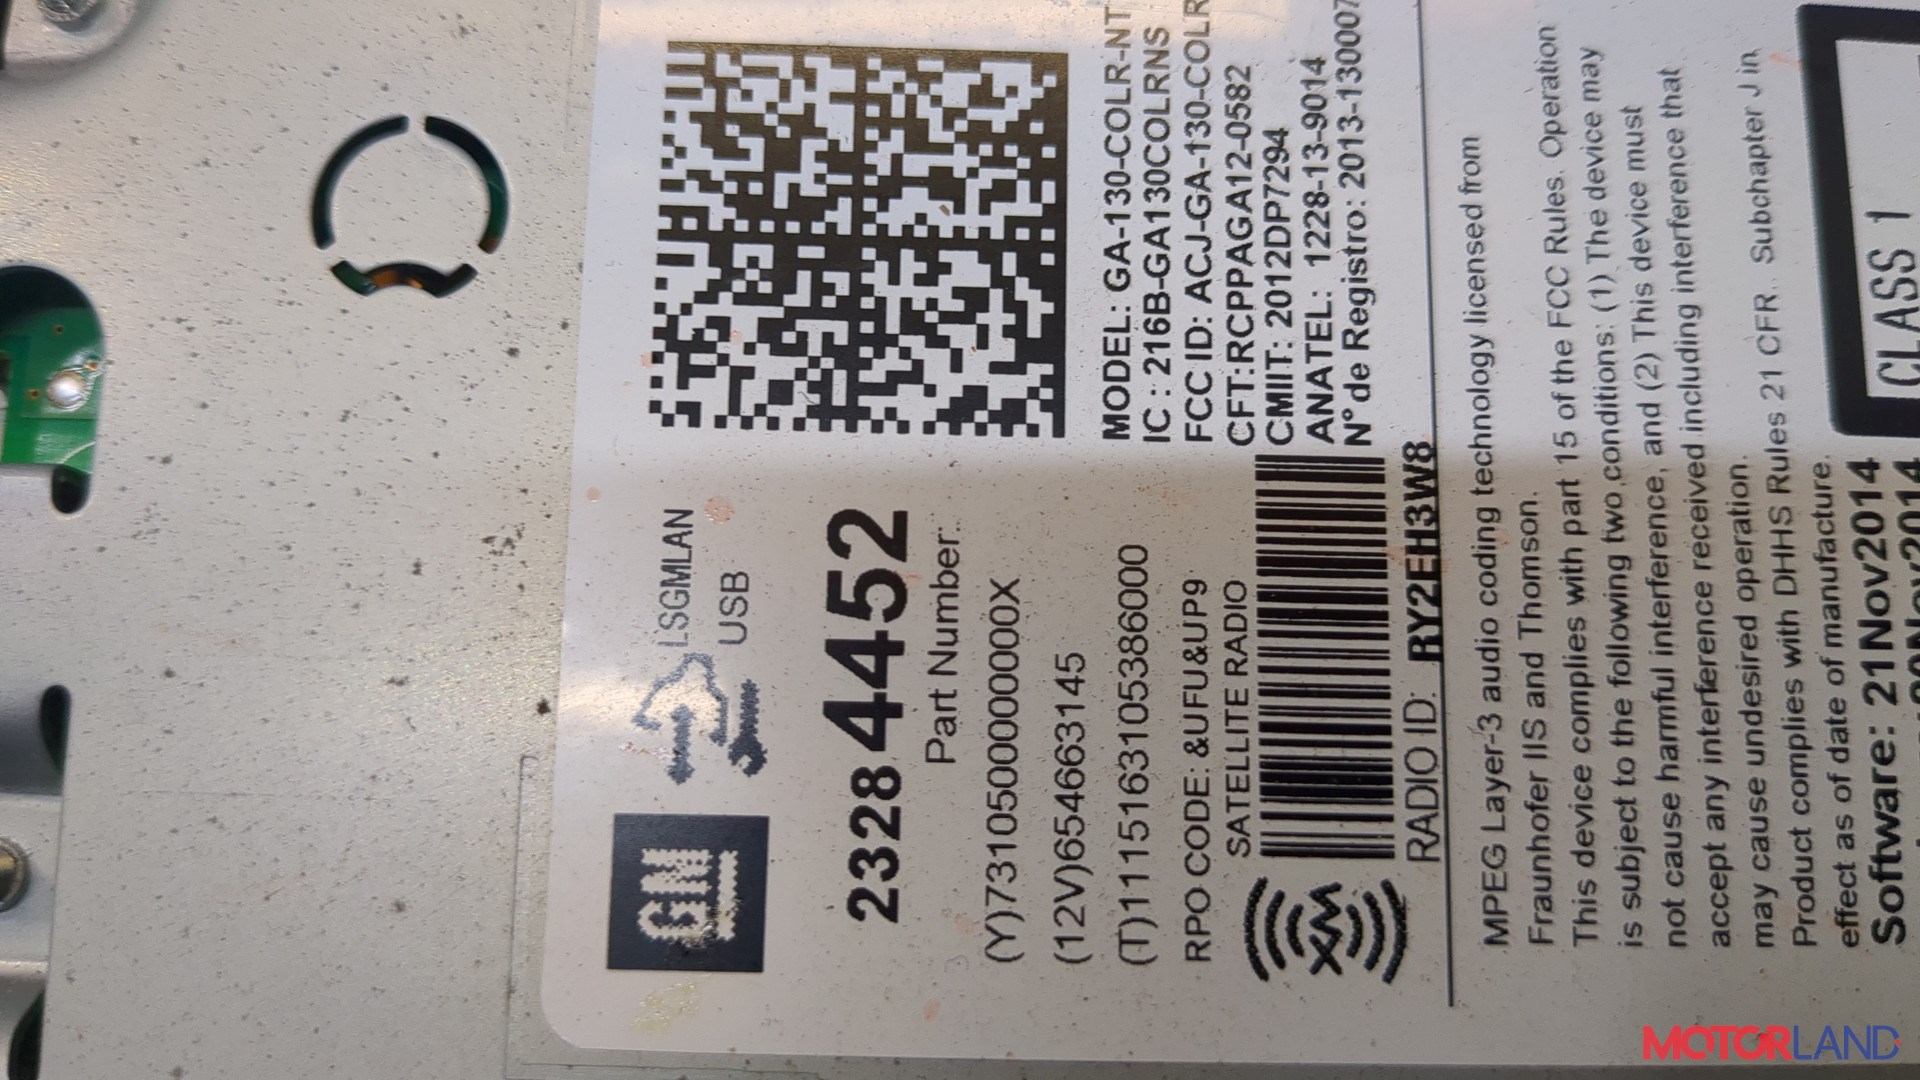 GM
LSGMLAN
USB
2328 4452
Part Number:
(Y)7310500000000X
(12V)654663145
(T)1115163105386000
RPO CODE: &UFU&UP9
SATELLITE RADIO
XM
RADIO ID: RY2EH3W8
MODEL: GA-130-COLR-NT
IC : 216B-GA130COLRNS
FCC ID: ACJ-GA-130-COLR
CFT:RCPPAGA12-0582
CMIIT: 2012DP7294
ANATEL: 1228-13-9014
N° de Registro: 2013-130007
MPEG Layer-3 audio coding technology licensed from
Fraunhofer IIS and Thomson.
This device complies with part 15 of the FCC Rules. Operation
is subject to the following two conditions: (1) The device may
not cause harmful interference, and (2) This device must
accept any interference received including interference that
may cause undesired operation.
Product complies with DHHS Rules 21 CFR.. Subchapter J in
effect as of date of manufacture.
Software: 21Nov2014
CLASS 1
MOTORLAND